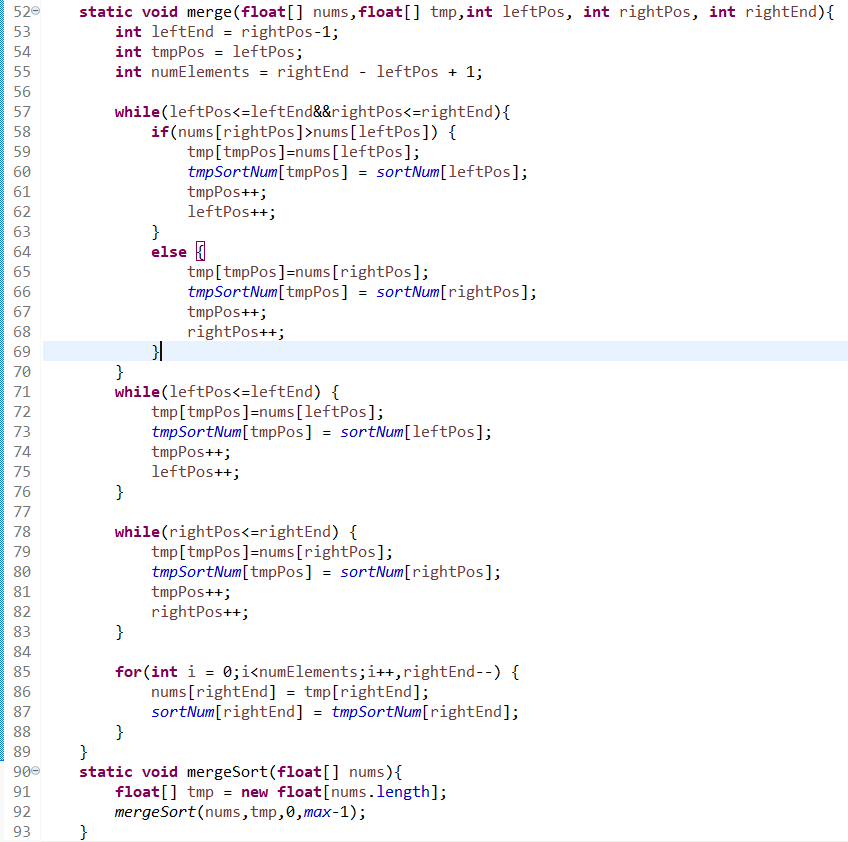 52 static void merge(float[] nums,float[] tmp,int leftPos, int rightPos, int rightEnd){
53 int leftEnd = rightPos-1;
54 int tmpPos = leftPos;
55 int numElements = rightEnd - leftPos + 1;
56
57 while(leftPos<=leftEnd&&rightPos<=rightEnd){
58 if(nums[rightPos]>nums[leftPos]) {
59 tmp[tmpPos]=nums[leftPos];
60 tmpSortNum[tmpPos] = sortNum[leftPos];
61 tmpPos++;
62 leftPos++;
63 }
64 else {
65 tmp[tmpPos]=nums[rightPos];
66 tmpSortNum[tmpPos] = sortNum[rightPos];
67 tmpPos++;
68 rightPos++;
69 }
70 }
71 while(leftPos<=leftEnd) {
72 tmp[tmpPos]=nums[leftPos];
73 tmpSortNum[tmpPos] = sortNum[leftPos];
74 tmpPos++;
75 leftPos++;
76 }
77
78 while(rightPos<=rightEnd) {
79 tmp[tmpPos]=nums[rightPos];
80 tmpSortNum[tmpPos] = sortNum[rightPos];
81 tmpPos++;
82 rightPos++;
83 }
84
85 for(int i = 0;i<numElements;i++,rightEnd--) {
86 nums[rightEnd] = tmp[rightEnd];
87 sortNum[rightEnd] = tmpSortNum[rightEnd];
88 }
89 }
90 static void mergeSort(float[] nums){
91 float[] tmp = new float[nums.length];
92 mergeSort(nums,tmp,0,max-1);
93 }